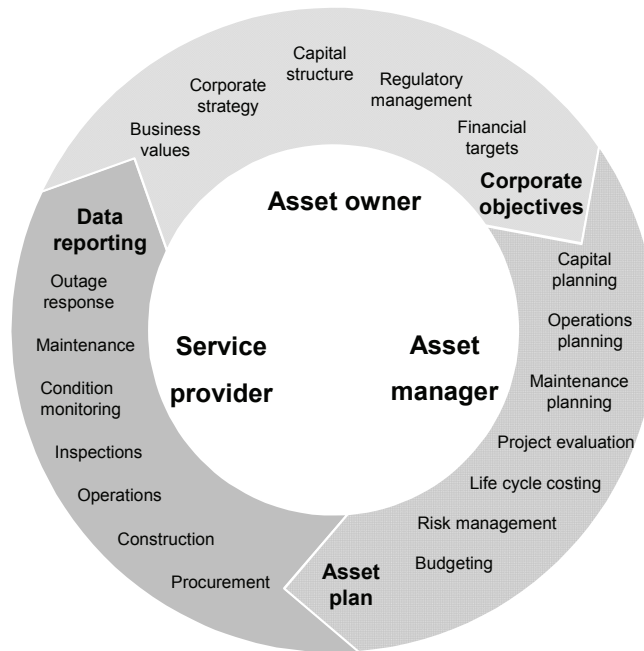 Capital
structure
Corporate
strategy
Regulatory
management
Business
values
Financial
targets
Corporate
objectives
Asset owner
Data
reporting
Capital
planning
Outage
response
Operations
planning
Maintenance
Service
provider
Asset
manager
Maintenance
planning
Condition
monitoring
Project evaluation
Inspections
Life cycle costing
Operations
Risk management
Construction
Budgeting
Procurement
Asset
plan